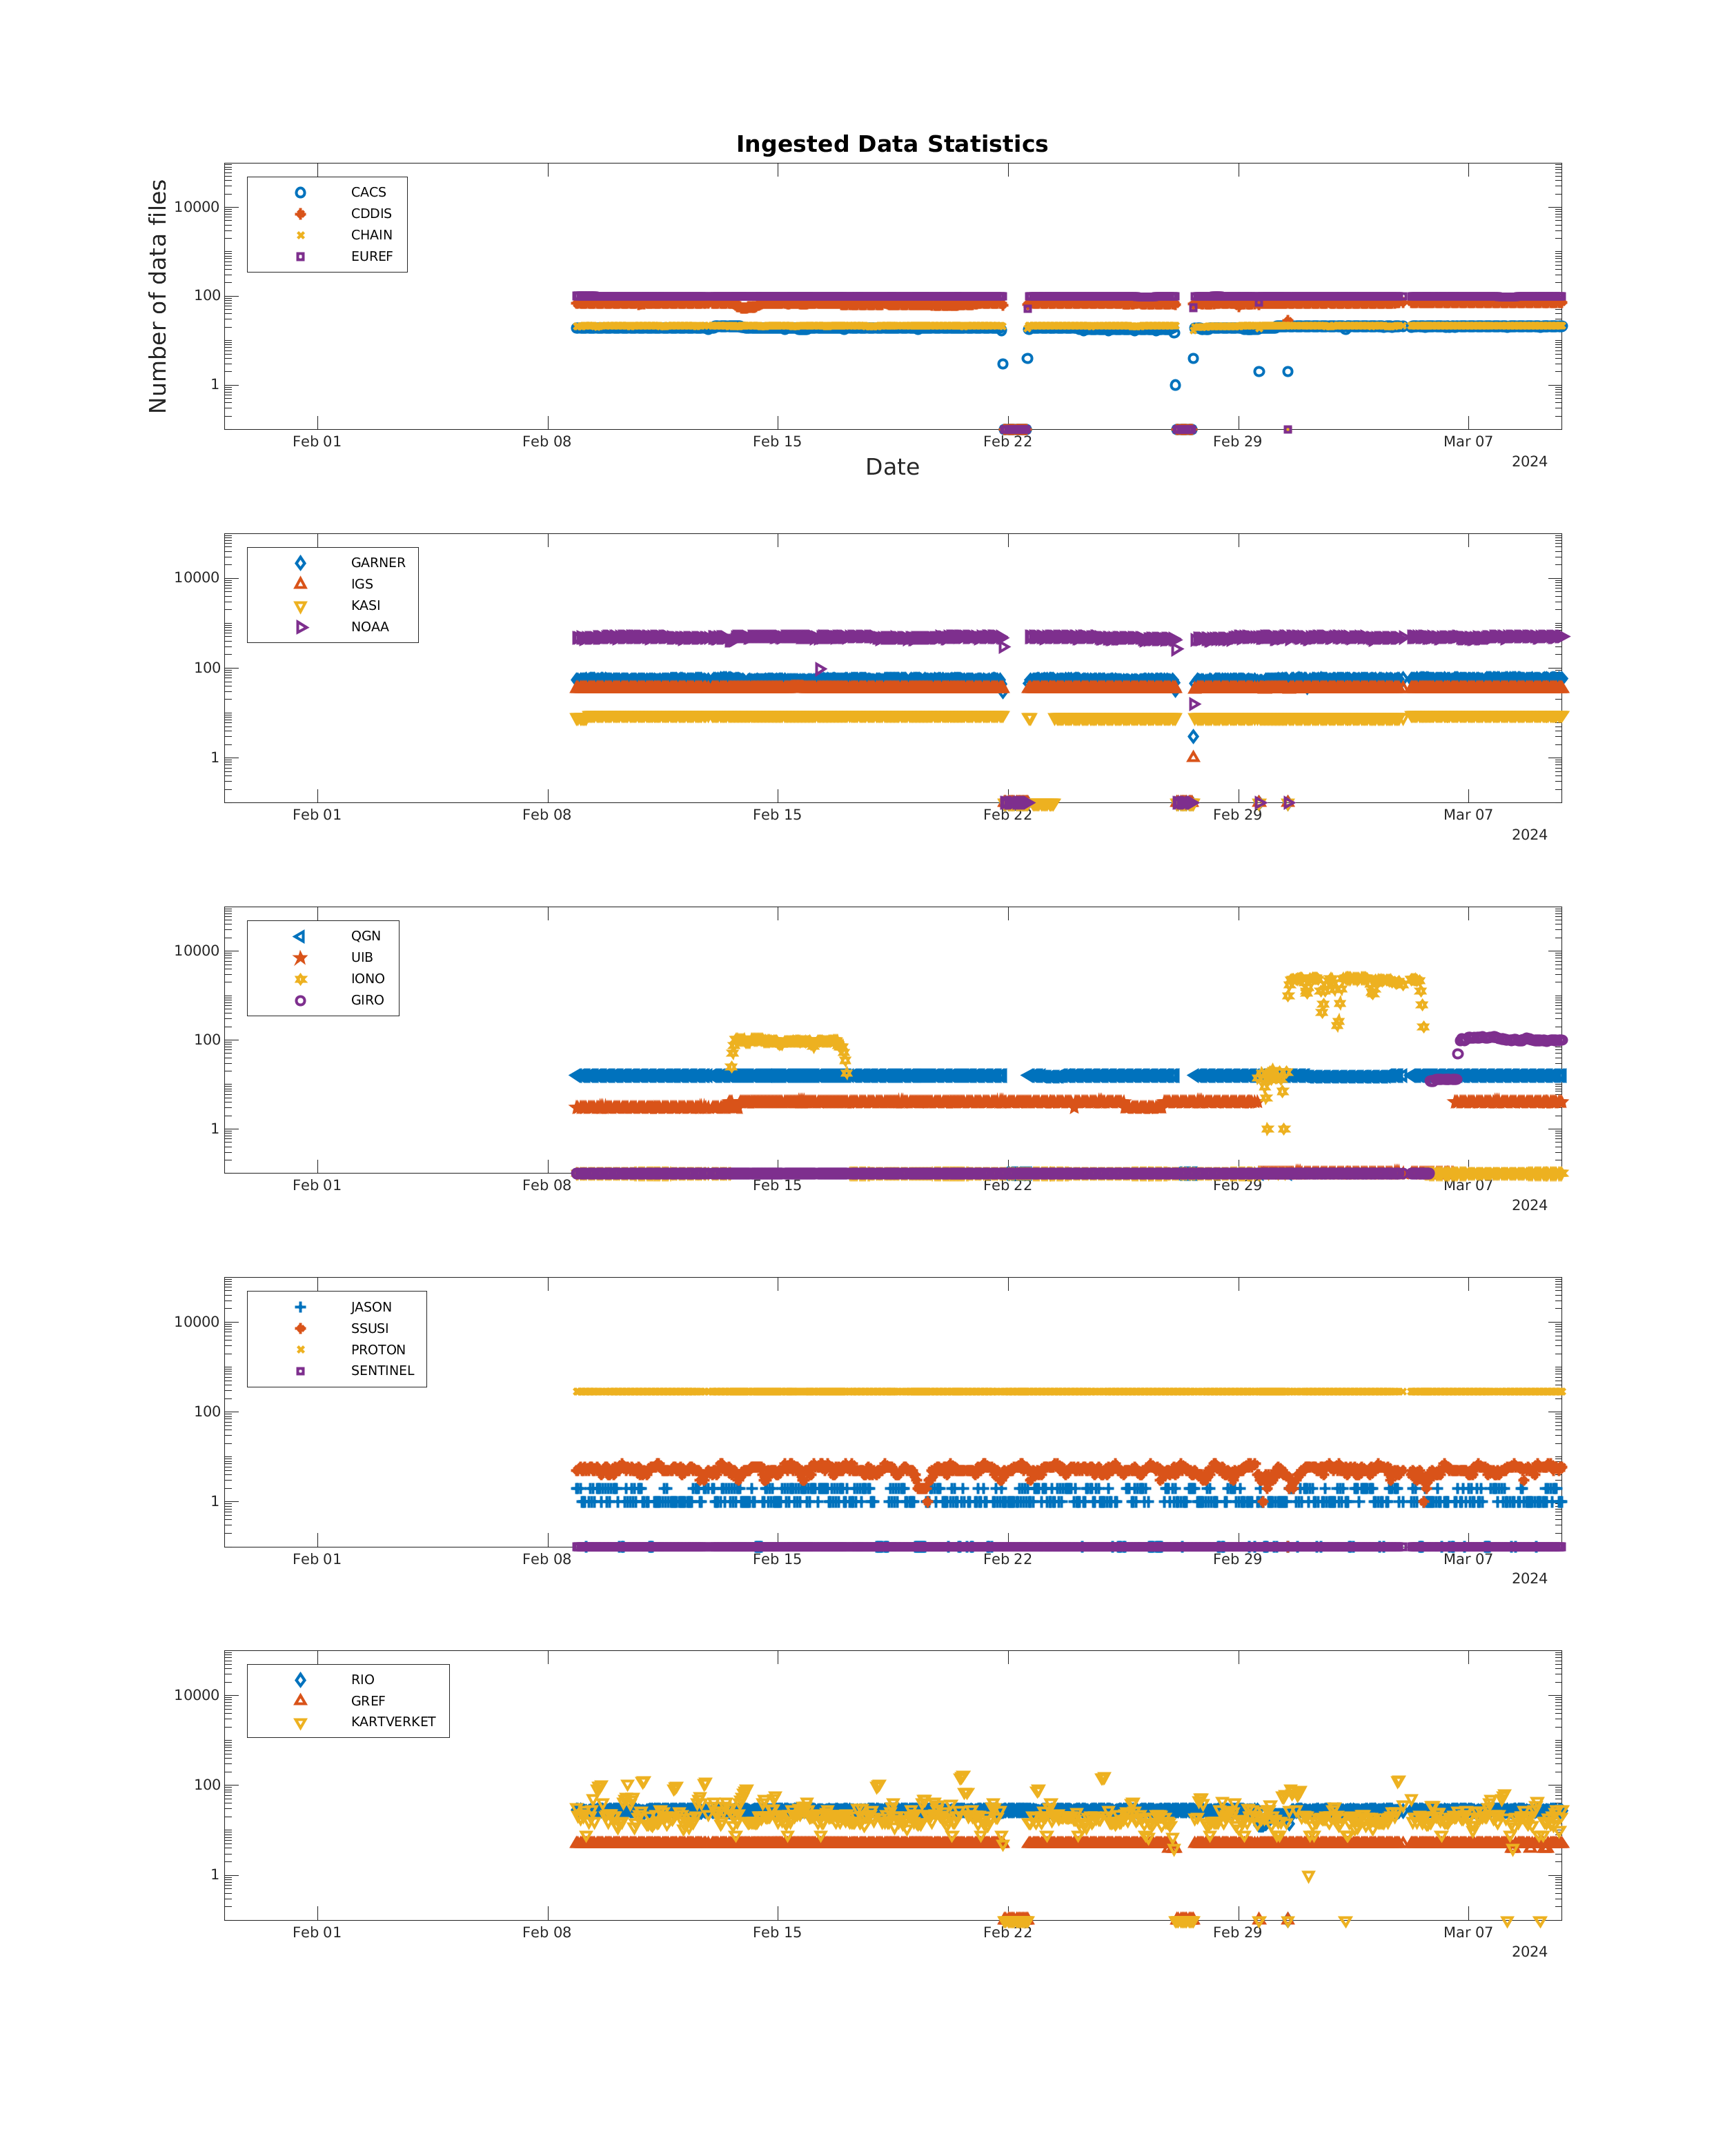 Ingested Data Statistics
Number of data files
10000
100
1
CACS
CDDIS
CHAIN
EUREF
Feb 01 Feb 08 Feb 15 Feb 22 Feb 29 Mar 07
2024
Date
10000
100
1
GARNER
IGS
KASI
NOAA
Feb 01 Feb 08 Feb 15 Feb 22 Feb 29 Mar 07
2024
10000
100
1
QGN
UIB
IONO
GIRO
Feb 01 Feb 08 Feb 15 Feb 22 Feb 29 Mar 07
2024
10000
100
1
JASON
SSUSI
PROTON
SENTINEL
Feb 01 Feb 08 Feb 15 Feb 22 Feb 29 Mar 07
2024
10000
100
1
RIO
GREF
KARTVERKET
Feb 01 Feb 08 Feb 15 Feb 22 Feb 29 Mar 07
2024